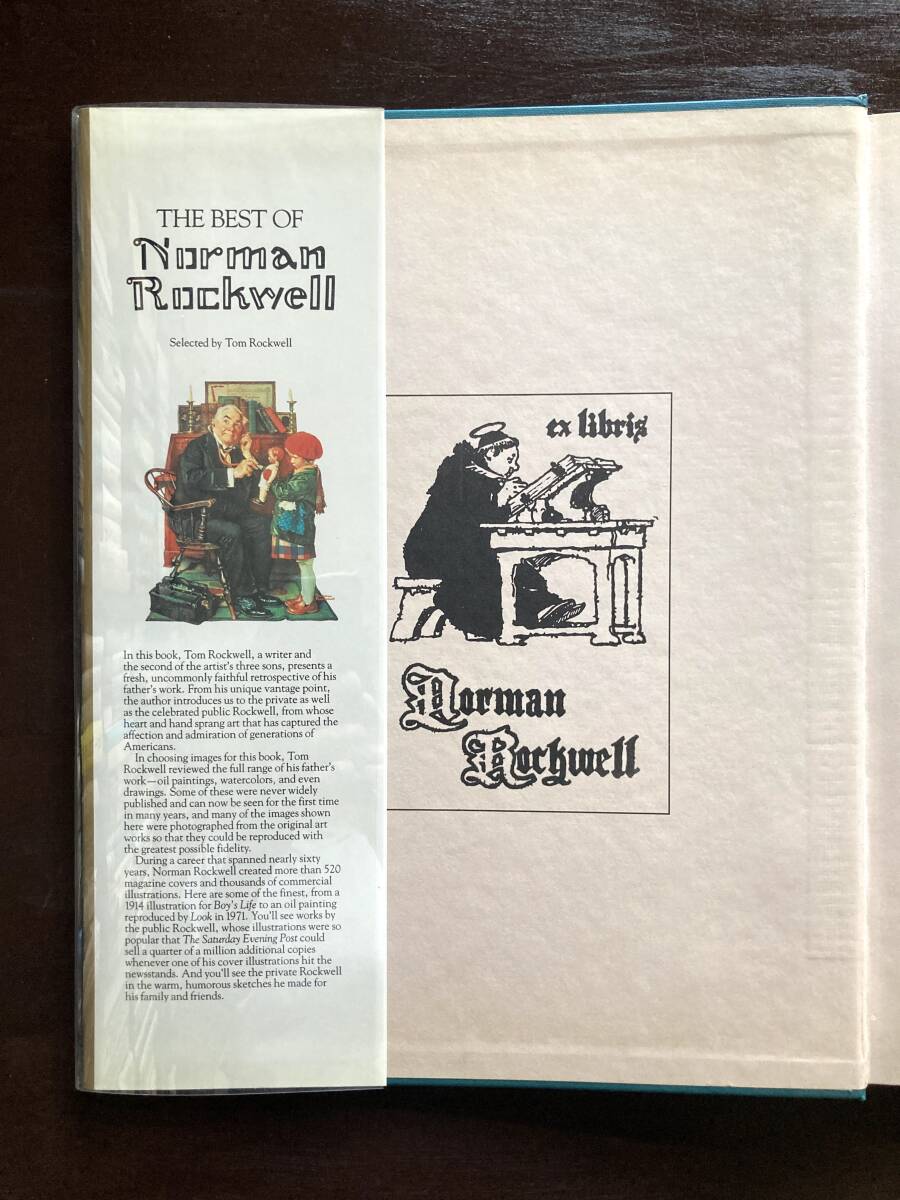 THE BEST OF
Norman
Rockwell
Selected by Tom Rockwell
In this book, Tom Rockwell, a writer and
the second of the artist's three sons, presents a
fresh, uncommonly faithful retrospective of his
father's work. From his unique vantage point,
the author introduces us to the private as well
as the celebrated public Rockwell, from whose
heart and hand sprang art that has captured the
affection and admiration of generations of
Americans.
In choosing images for this book, Tom
Rockwell reviewed the full range of his father's
work—oil paintings, watercolors, and even
drawings. Some of these were never widely
published and can now be seen for the first time
in many years, and many of the images shown
here were photographed from the original art
works so that they could be reproduced with
the greatest possible fidelity.
During a career that spanned nearly sixty
years, Norman Rockwell created more than 520
magazine covers and thousands of commercial
illustrations. Here are some of the finest, from a
1914 illustration for Boy's Life to an oil painting
reproduced by Look in 1971. You'll see works by
the public Rockwell, whose illustrations were so
popular that The Saturday Evening Post could
sell a quarter of a million additional copies
whenever one of his cover illustrations hit the
newsstands. And you'll see the private Rockwell
in the warm, humorous sketches he made for
his family and friends.
ex libris
Norman
Rockwell